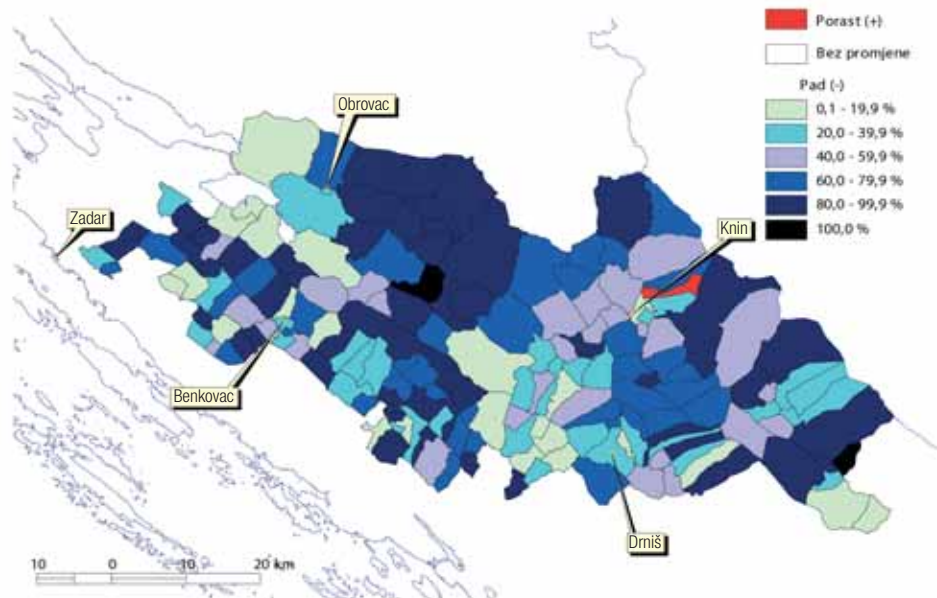 Porast (+)
Bez promjene
Pad (-)
0,1 - 19,9 %
20,0 - 39,9 %
40,0 - 59,9 %
60,0 - 79,9 %
80,0 - 99,9 %
100,0 %
Obrovac
Zadar
Knin
Benkovac
Drniš
10 0 10 20 km